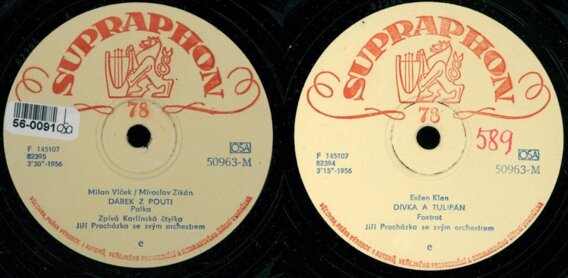 SUPRAPHON
78
56-0091
OSA
F 145107
82395
3'30"-1956
50963-M
Milan Vlček / Miroslav Zikán
DÁREK Z POUTI
Polka
Zpívá Karlínská čtyřka
Jiří Procházka se svým orchestrem
e
SUPRAPHON
78
589
OSA
F 145107
82394
3'15"-1956
50963-M
Evžen Klen
DÍVKA A TULIPÁN
Foxtrot
Jiří Procházka se svým orchestrem
e